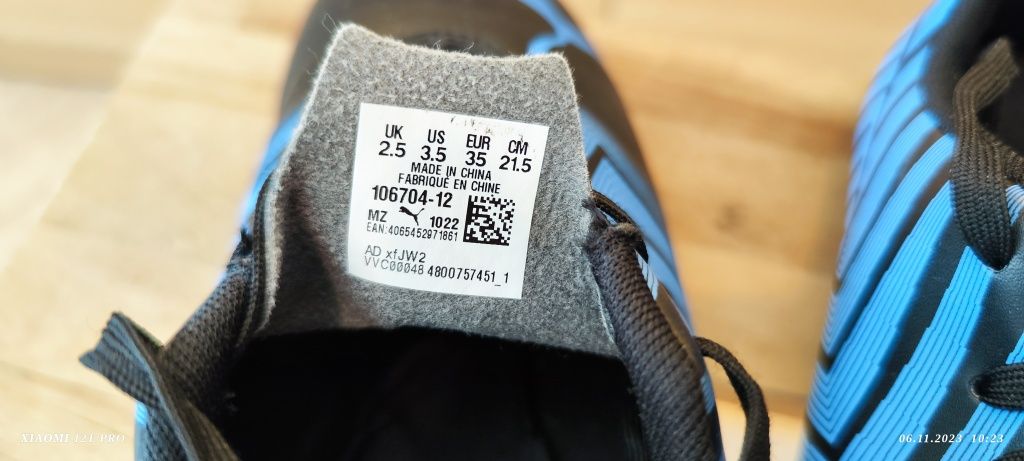 UK US EUR CM
2.5 3.5 35 21.5
MADE IN CHINA
FABRIQUÉ EN CHINE
106704-12
MZ 1022
EAN:4065452971861
AD xfJW2
VVC00048 4800757451_1
XIAOMI 12T PRO
06.11.2023 10:23